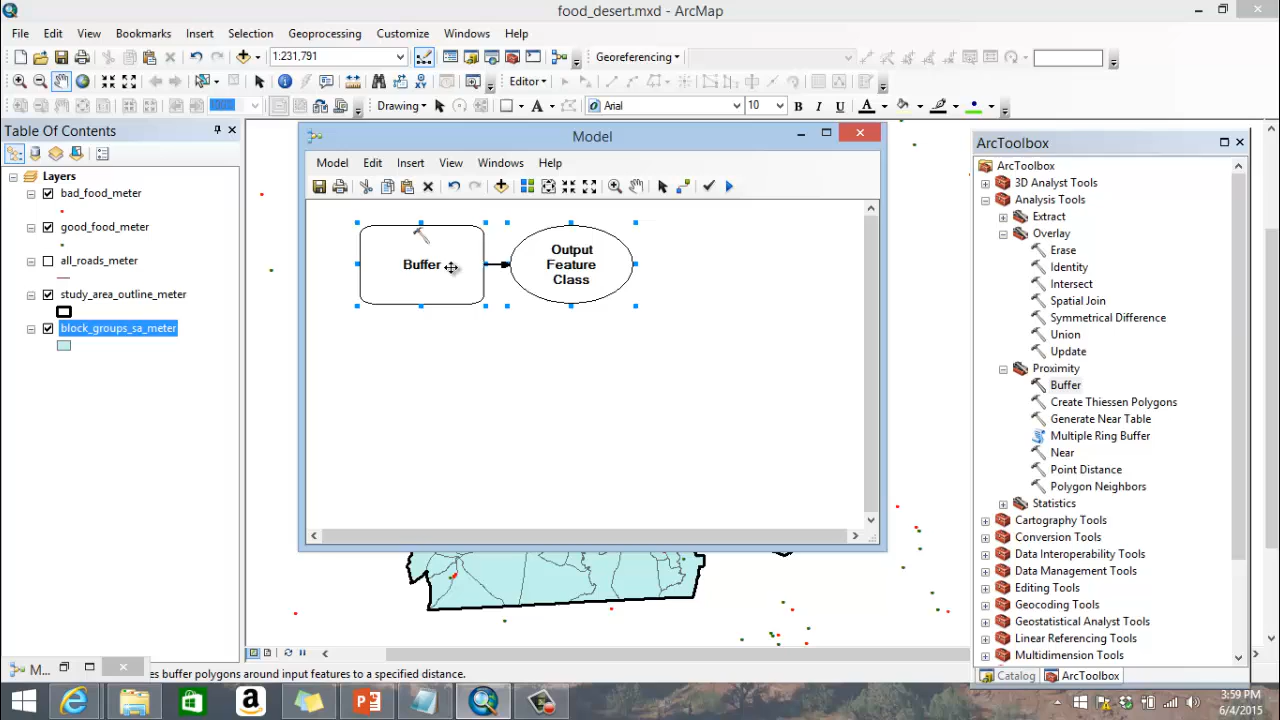 food_desert.mxd - ArcMap
File Edit View Bookmarks Insert Selection Geoprocessing Customize Windows Help
1:231,791
Georeferencing
Editor
Drawing
Arial
10
B I U A
Table Of Contents
Layers
bad_food_meter
good_food_meter
all_roads_meter
study_area_outline_meter
block_groups_sa_meter
Model
Model Edit Insert View Windows Help
Buffer
Output
Feature
Class
ArcToolbox
ArcToolbox
3D Analyst Tools
Analysis Tools
Extract
Overlay
Erase
Identity
Intersect
Spatial Join
Symmetrical Difference
Union
Update
Proximity
Buffer
Create Thiessen Polygons
Generate Near Table
Multiple Ring Buffer
Near
Point Distance
Polygon Neighbors
Statistics
Cartography Tools
Conversion Tools
Data Interoperability Tools
Data Management Tools
Editing Tools
Geocoding Tools
Geostatistical Analyst Tools
Linear Referencing Tools
Multidimension Tools
Catalog ArcToolbox
M...
es buffer polygons around input features to a specified distance.
3:59 PM
6/4/2015